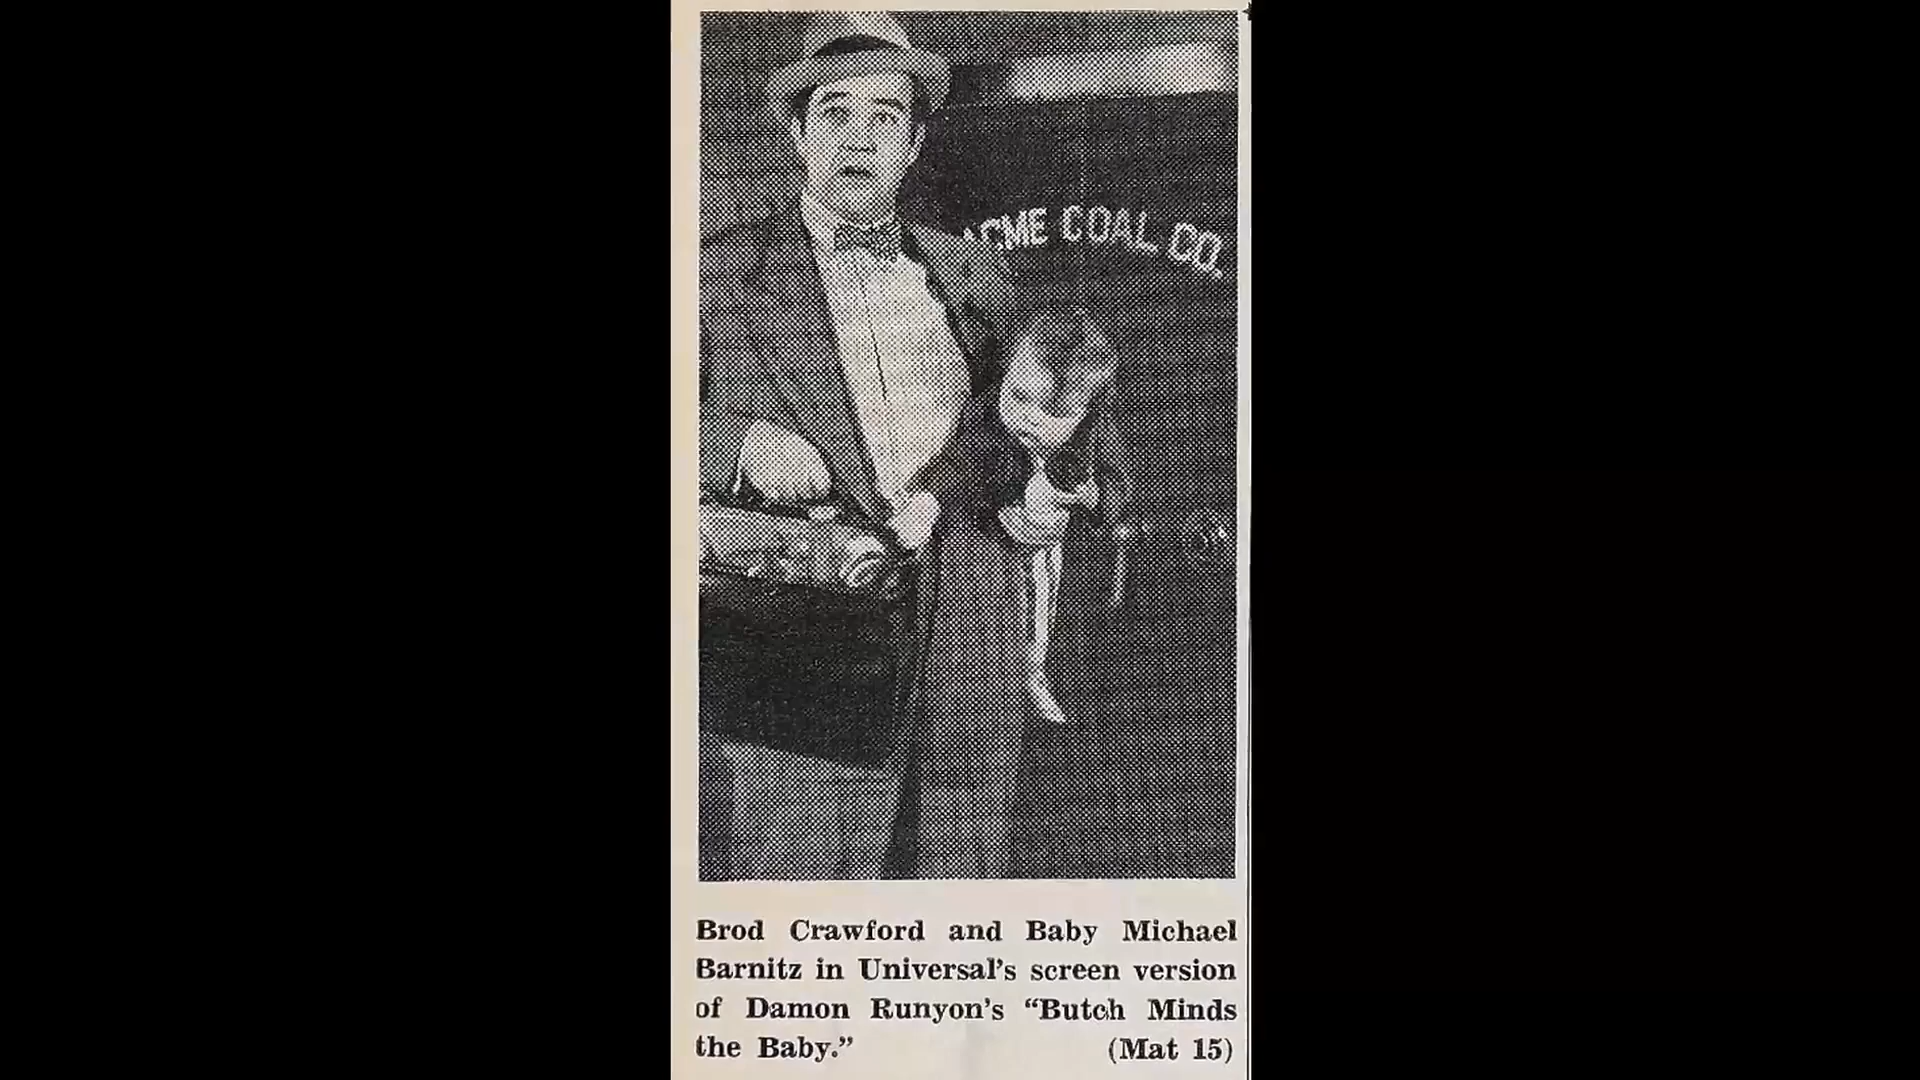 ACME COAL CO.
Brod Crawford and Baby Michael
Barnitz in Universal's screen version
of Damon Runyon's “Butch Minds
the Baby.” (Mat 15)